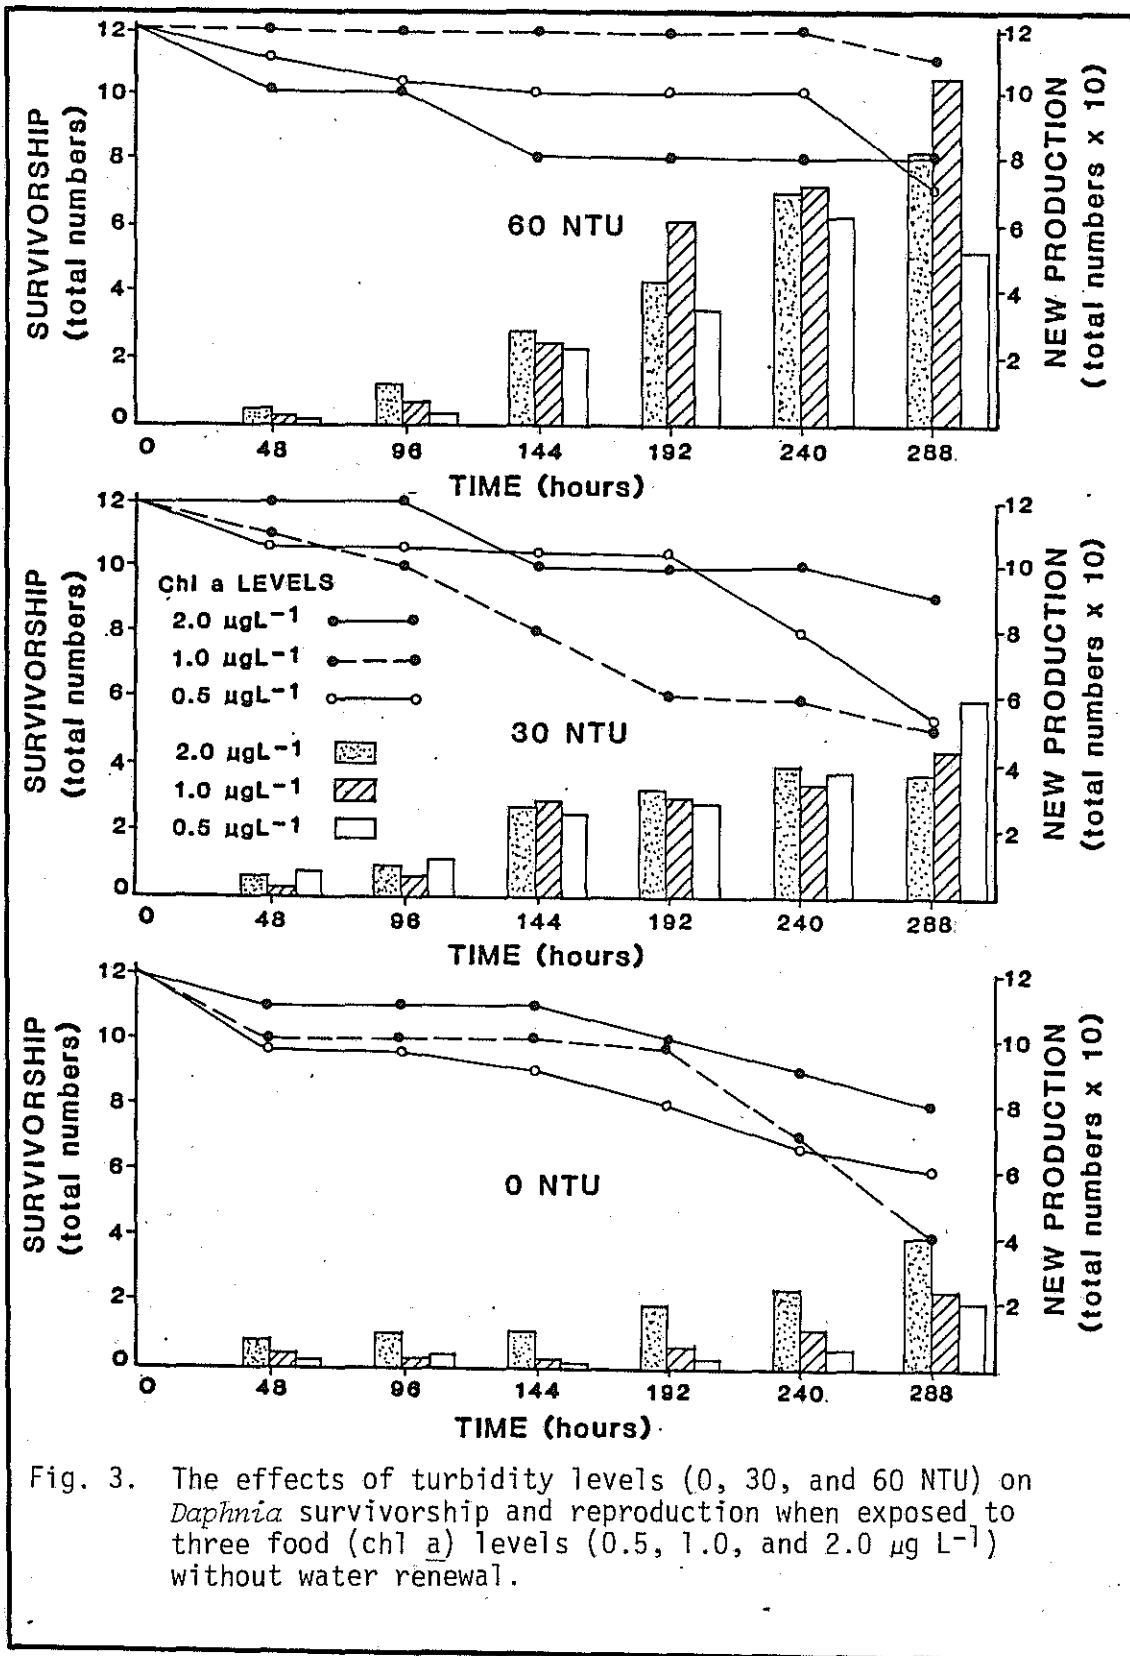 SURVIVORSHIP
(total numbers)
12
10
8
6
4
2
0
60 NTU
12
10
8
6
4
2
NEW PRODUCTION
(total numbers x 10)
0 48 96 144 192 240 288
TIME (hours)
SURVIVORSHIP
(total numbers)
12
10
8
6
4
2
0
Chl a LEVELS
2.0 µgL-1
1.0 µgL-1
0.5 µgL-1
2.0 µgL-1
1.0 µgL-1
0.5 µgL-1
30 NTU
12
10
8
6
4
2
NEW PRODUCTION
(total numbers x 10)
0 48 96 144 192 240 288
TIME (hours)
SURVIVORSHIP
(total numbers)
12
10
8
6
4
2
0
0 NTU
12
10
8
6
4
2
NEW PRODUCTION
(total numbers x 10)
0 48 96 144 192 240 288
TIME (hours)
Fig. 3. The effects of turbidity levels (0, 30, and 60 NTU) on
Daphnia survivorship and reproduction when exposed to
three food (chl a) levels (0.5, 1.0, and 2.0 µg L-1)
without water renewal.